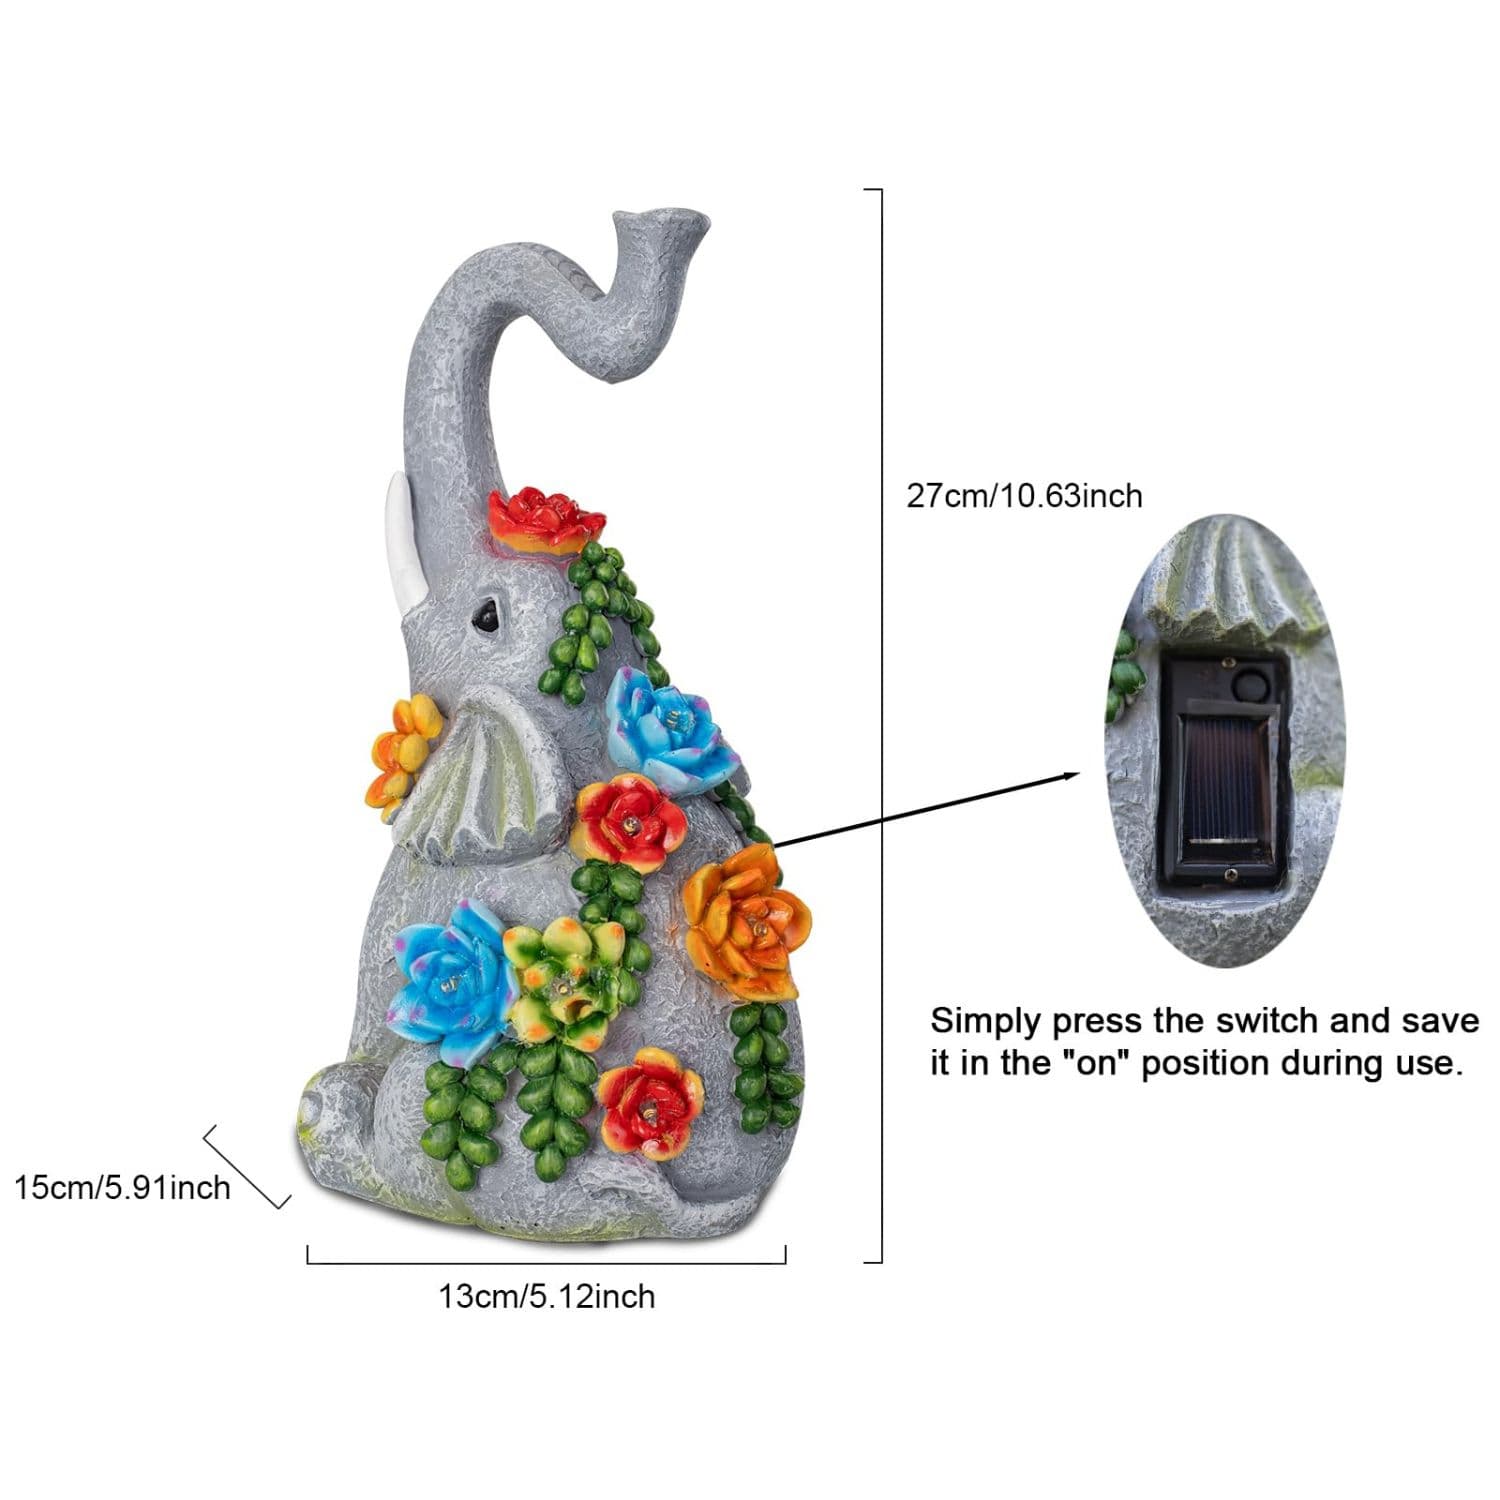 27cm/10.63inch
Simply press the switch and save
it in the "on" position during use.
15cm/5.91inch
13cm/5.12inch